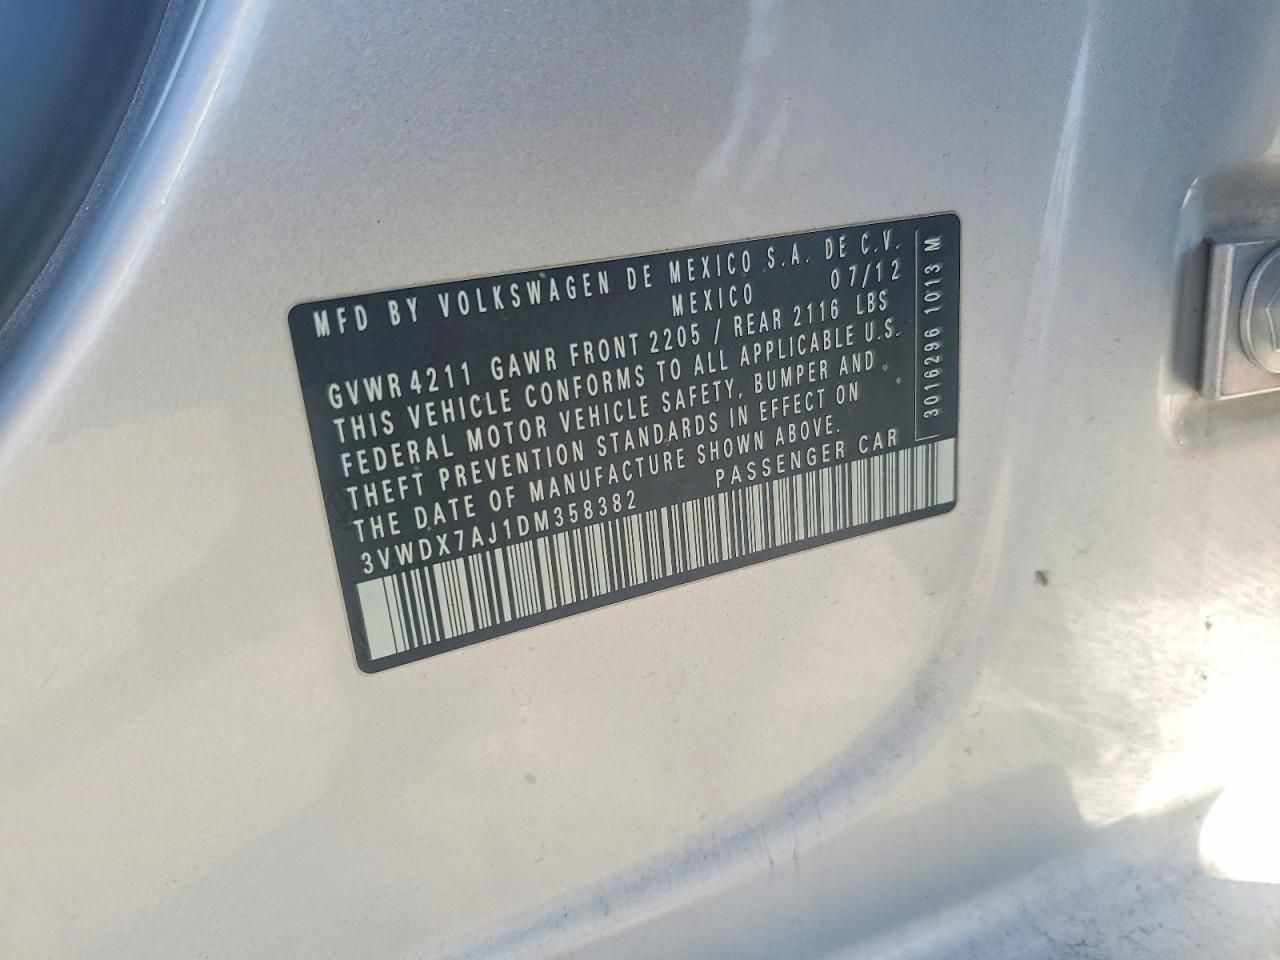 MFD BY VOLKSWAGEN DE MEXICO S.A. DE C.V.
MEXICO 07/12
GVWR 4211 GAWR FRONT 2205 / REAR 2116 LBS
THIS VEHICLE CONFORMS TO ALL APPLICABLE U.S.
FEDERAL MOTOR VEHICLE SAFETY, BUMPER AND
THEFT PREVENTION STANDARDS IN EFFECT ON
THE DATE OF MANUFACTURE SHOWN ABOVE.
3VWDX7AJ1DM358382 PASSENGER CAR
3016296 1013 M